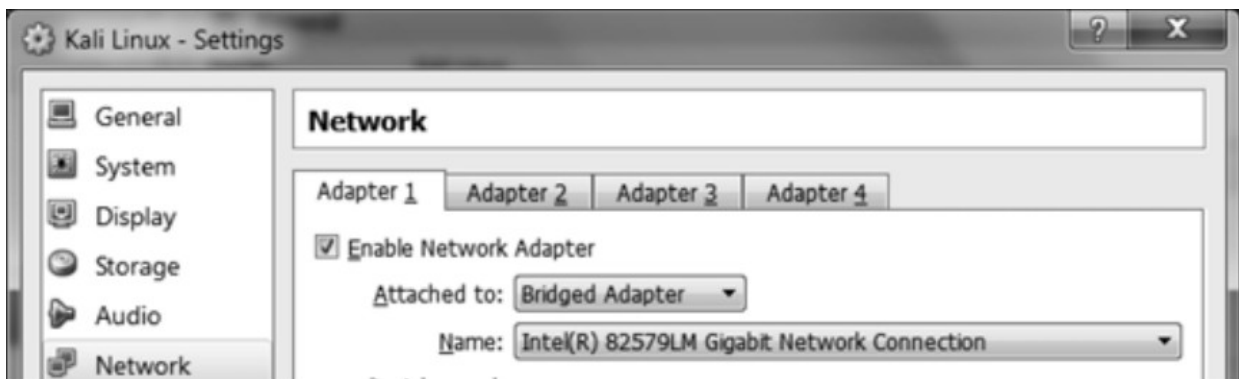 Kali Linux - Settings
? X
General
System
Display
Storage
Audio
Network
Network
Adapter 1 Adapter 2 Adapter 3 Adapter 4
Enable Network Adapter
Attached to: Bridged Adapter
Name: Intel(R) 82579LM Gigabit Network Connection